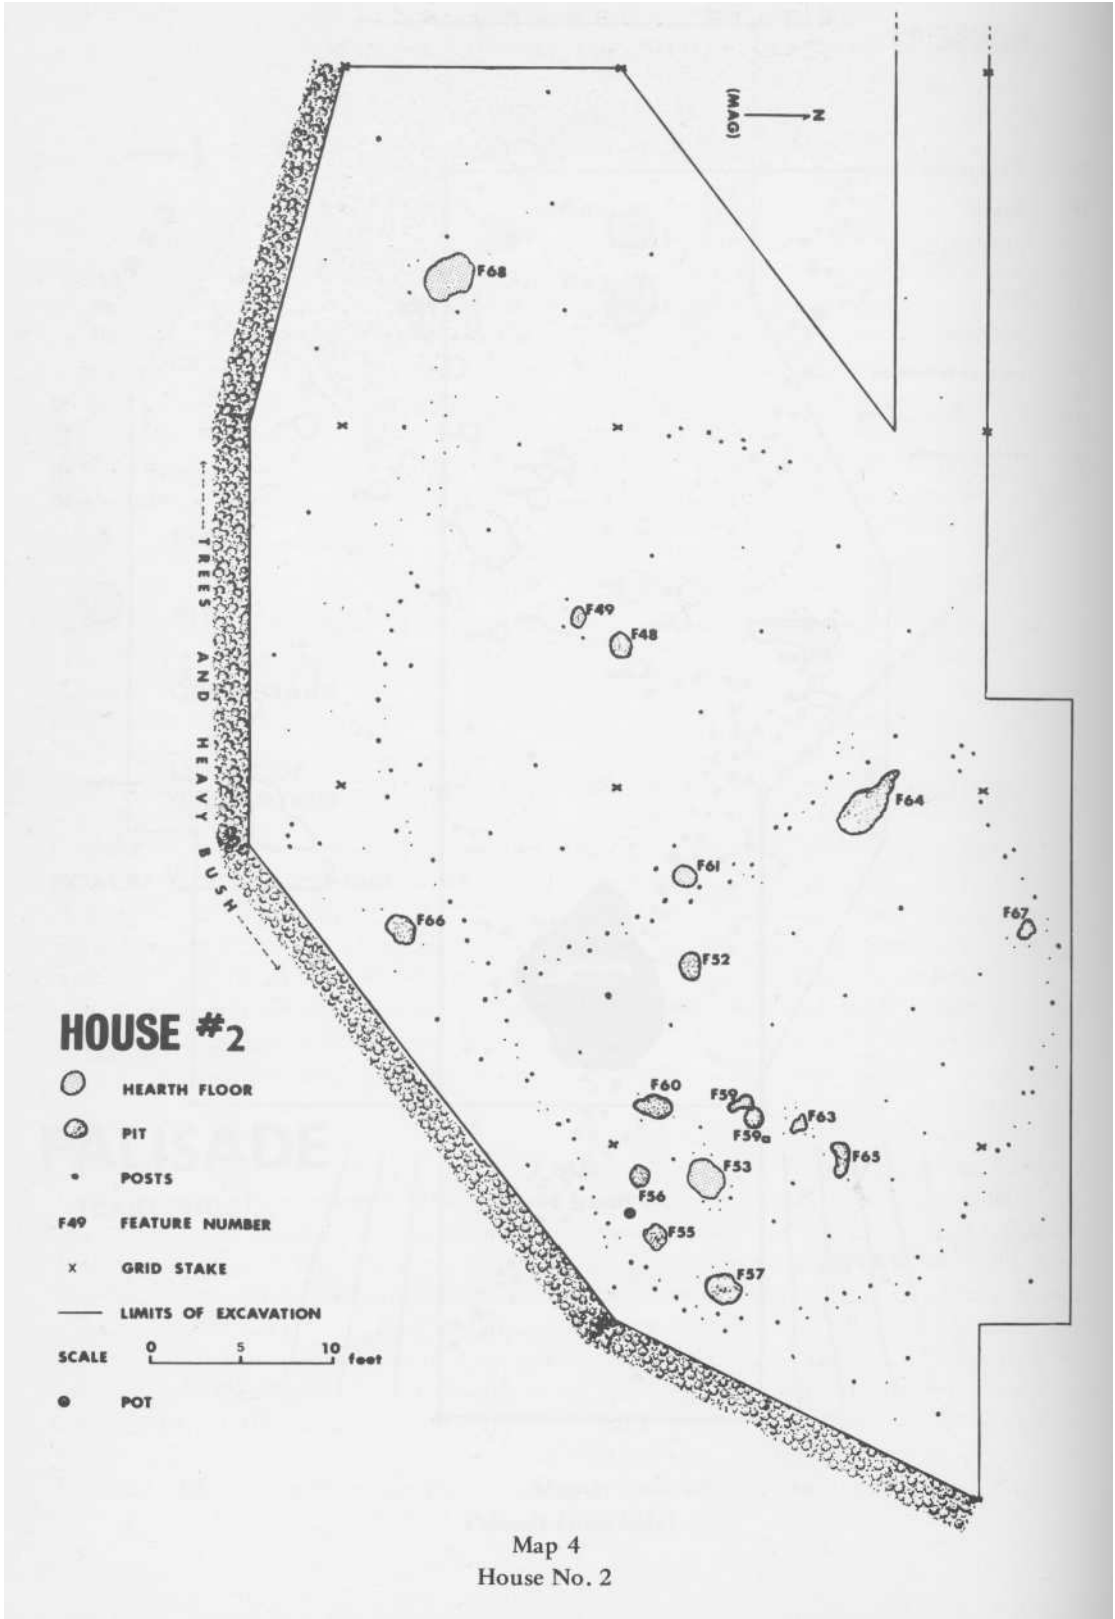 N
(MAG)
F68
F49
F48
F64
F61
F66
F67
F52
F60
F59
F59a
F63
F65
F53
F56
F55
F57
TREES AND HEAVY BUSH
HOUSE #2
HEARTH FLOOR
PIT
POSTS
F49 FEATURE NUMBER
x GRID STAKE
LIMITS OF EXCAVATION
SCALE 0 5 10 feet
POT
Map 4
House No. 2